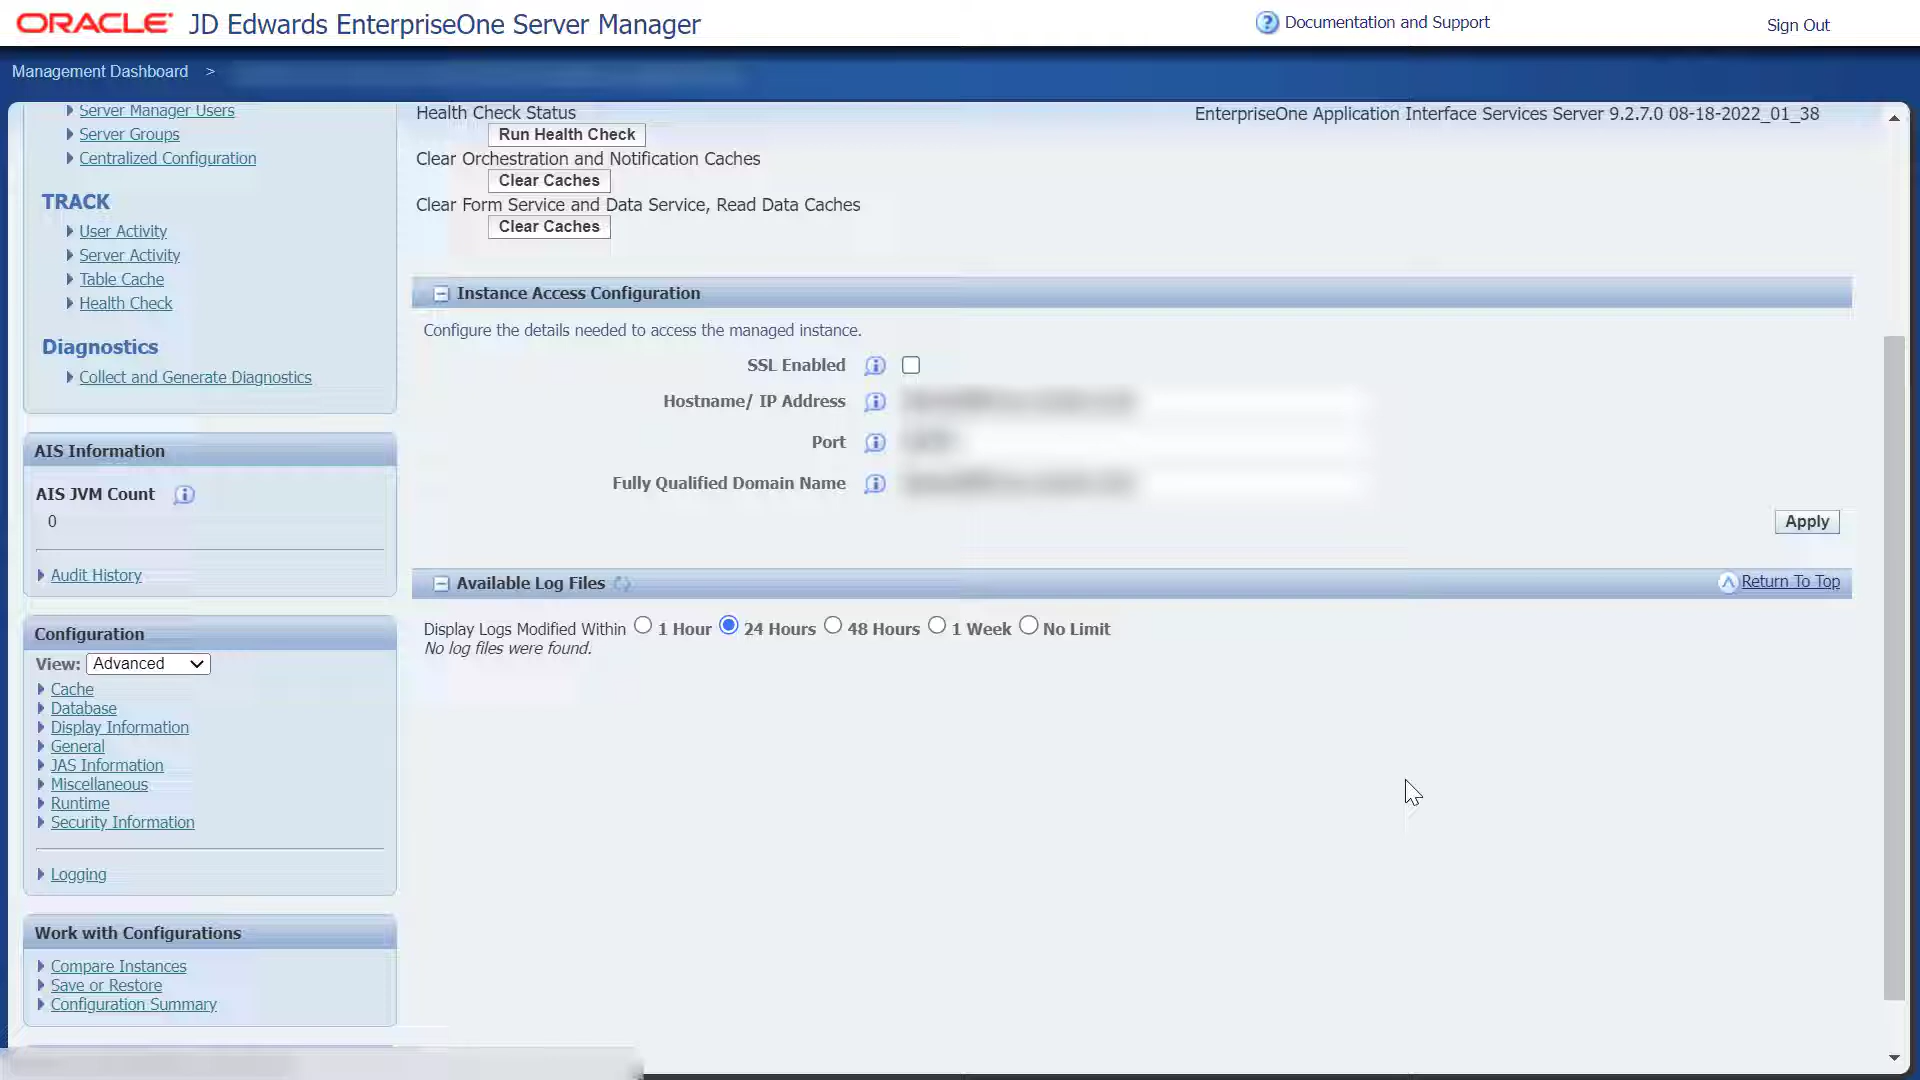 ORACLE JD Edwards EnterpriseOne Server Manager
Documentation and Support
Sign Out
Management Dashboard >
Server Manager Users
Server Groups
Centralized Configuration
TRACK
User Activity
Server Activity
Table Cache
Health Check
Diagnostics
Collect and Generate Diagnostics
AIS Information
AIS JVM Count
0
Audit History
Configuration
View: Advanced
Cache
Database
Display Information
General
JAS Information
Miscellaneous
Runtime
Security Information
Logging
Work with Configurations
Compare Instances
Save or Restore
Configuration Summary
Health Check Status
EnterpriseOne Application Interface Services Server 9.2.7.0 08-18-2022_01_38
Run Health Check
Clear Orchestration and Notification Caches
Clear Caches
Clear Form Service and Data Service, Read Data Caches
Clear Caches
Instance Access Configuration
Configure the details needed to access the managed instance.
SSL Enabled
Hostname/ IP Address
Port
Fully Qualified Domain Name
Apply
Available Log Files
Return To Top
Display Logs Modified Within 1 Hour 24 Hours 48 Hours 1 Week No Limit
No log files were found.